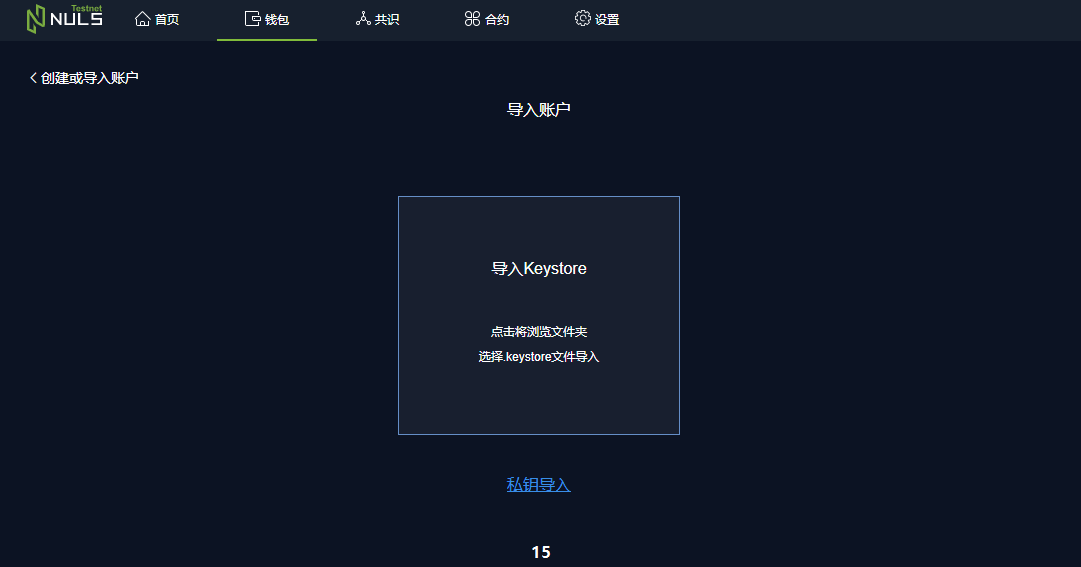 Testnet
NULS
首页
钱包
共识
合约
设置
创建或导入账户
导入账户
导入Keystore
点击将浏览文件夹
选择.keystore文件导入
私钥导入
15